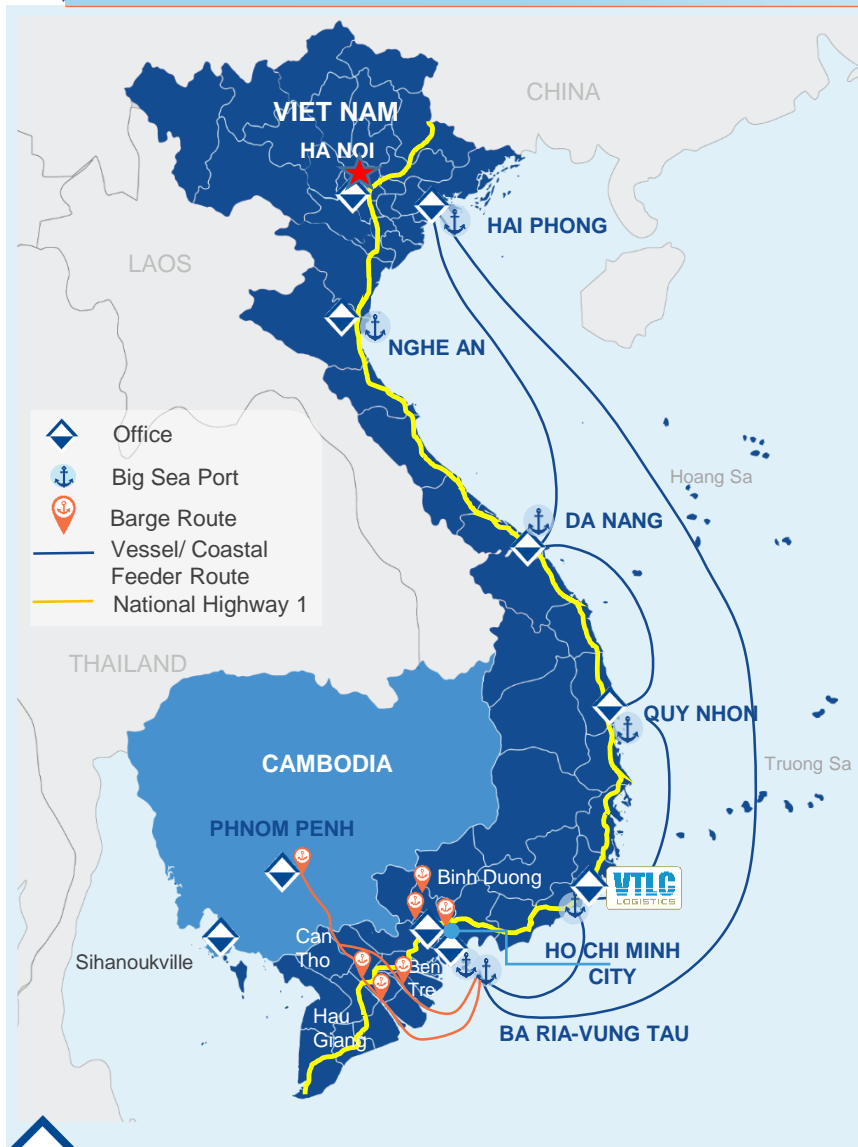 CHINA
VIET NAM
HA NOI
HAI PHONG
LAOS
NGHE AN
Office
Big Sea Port
Barge Route
Vessel/ Coastal
Feeder Route
National Highway 1
Hoang Sa
DA NANG
THAILAND
QUY NHON
CAMBODIA
Truong Sa
PHNOM PENH
Binh Duong
VTLC
LOGISTICS
Can
Tho
Sihanoukville
HO CHI MINH
CITY
Ben
Tre
Hau
Giang
BA RIA-VUNG TAU